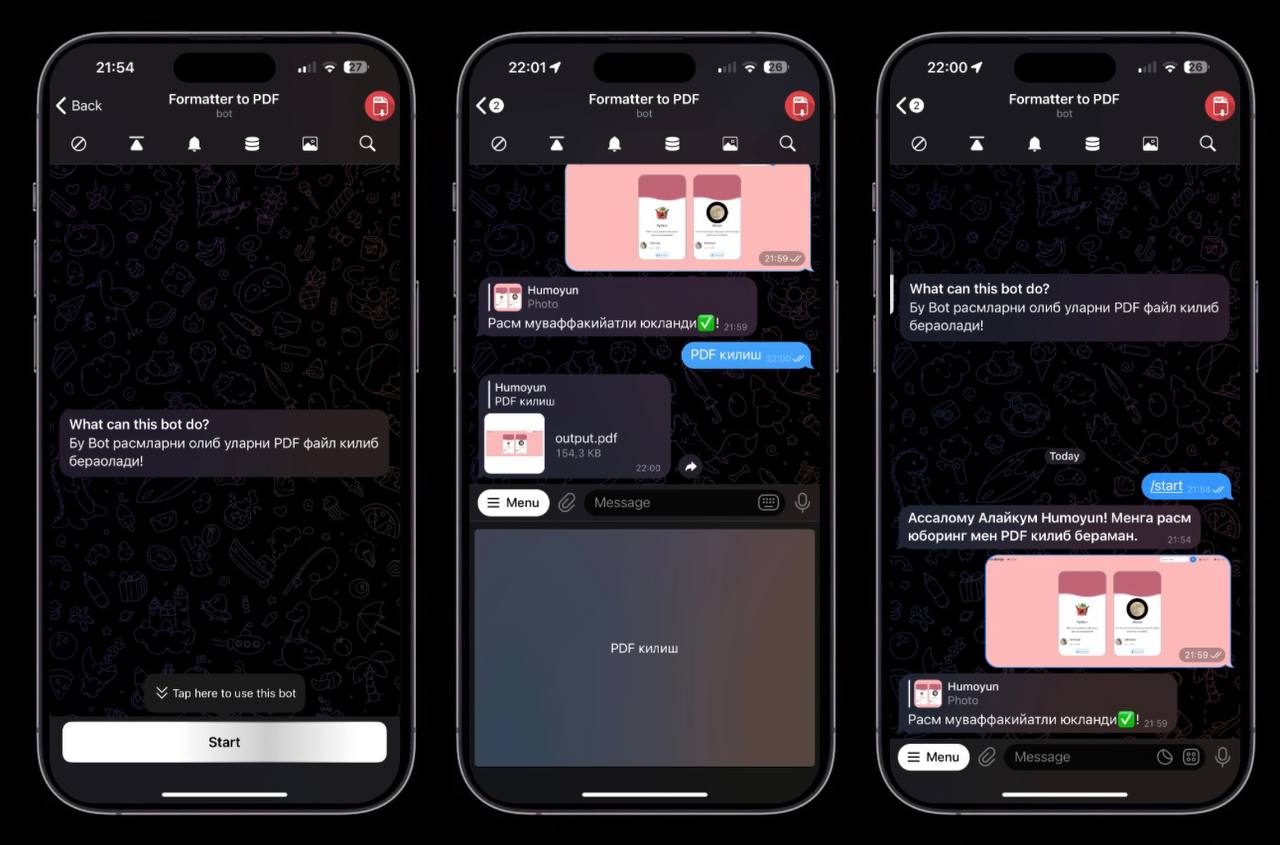 21:54
27
Back
Formatter to PDF
bot
What can this bot do?
Бу Bot расмларни олиб уларни PDF файл килиб
бераолади!
Tap here to use this bot
Start
22:01
26
2
Formatter to PDF
bot
21:59
Humoyun
Photo
Расм муваффакийатли юкланди✅!
21:59
PDF килиш
22:00
Humoyun
PDF килиш
output.pdf
154,3 KB
22:00
Menu
Message
PDF килиш
22:00
26
2
Formatter to PDF
bot
What can this bot do?
Бу Bot расмларни олиб уларни PDF файл килиб
бераолади!
Today
/start
21:54
Ассалому Алайкум Humoyun! Менга расм
юборинг мен PDF килиб бераман.
21:54
21:59
Humoyun
Photo
Расм муваффакийатли юкланди✅!
21:59
Menu
Message